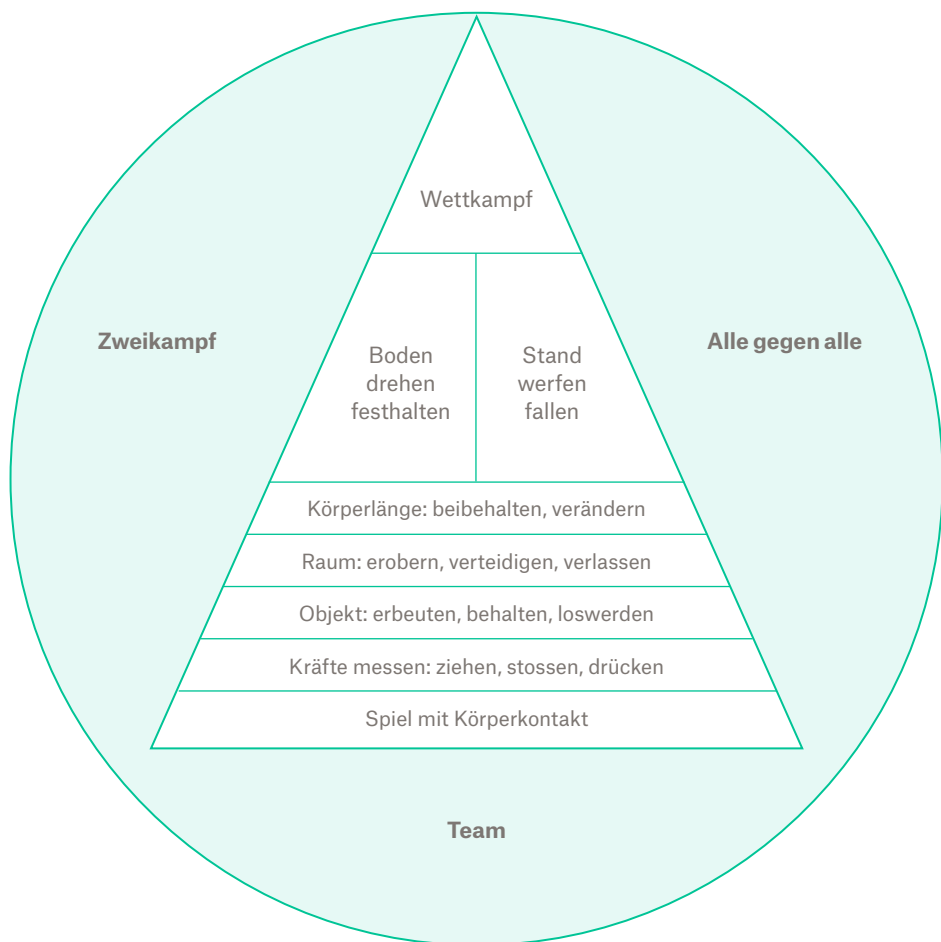 Wettkampf
Zweikampf
Alle gegen alle
Boden
drehen
festhalten
Stand
werfen
fallen
Körperlänge: beibehalten, verändern
Raum: erobern, verteidigen, verlassen
Objekt: erbeuten, behalten, loswerden
Kräfte messen: ziehen, stossen, drücken
Spiel mit Körperkontakt
Team